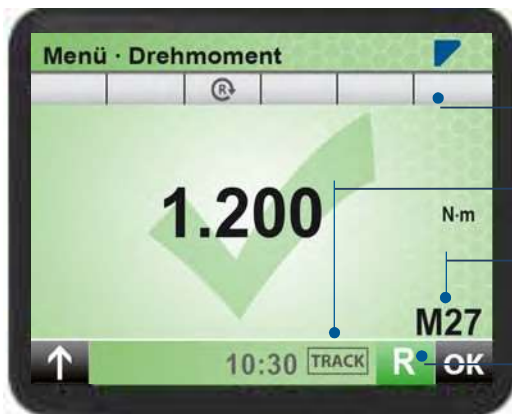 Menü · Drehmoment
R
1.200
N·m
M27
10:30 TRACK R OK